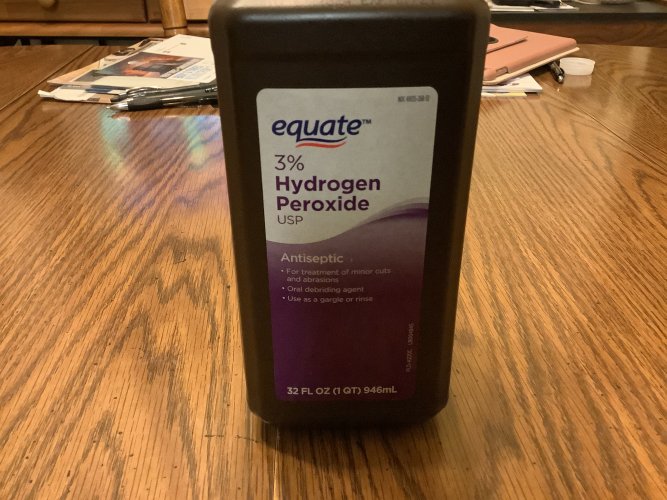 equate™
3%
Hydrogen
Peroxide
USP
Antiseptic
• For treatment of minor cuts
and abrasions
• Oral debriding agent
• Use as a gargle or rinse
32 FL OZ (1 QT) 946mL